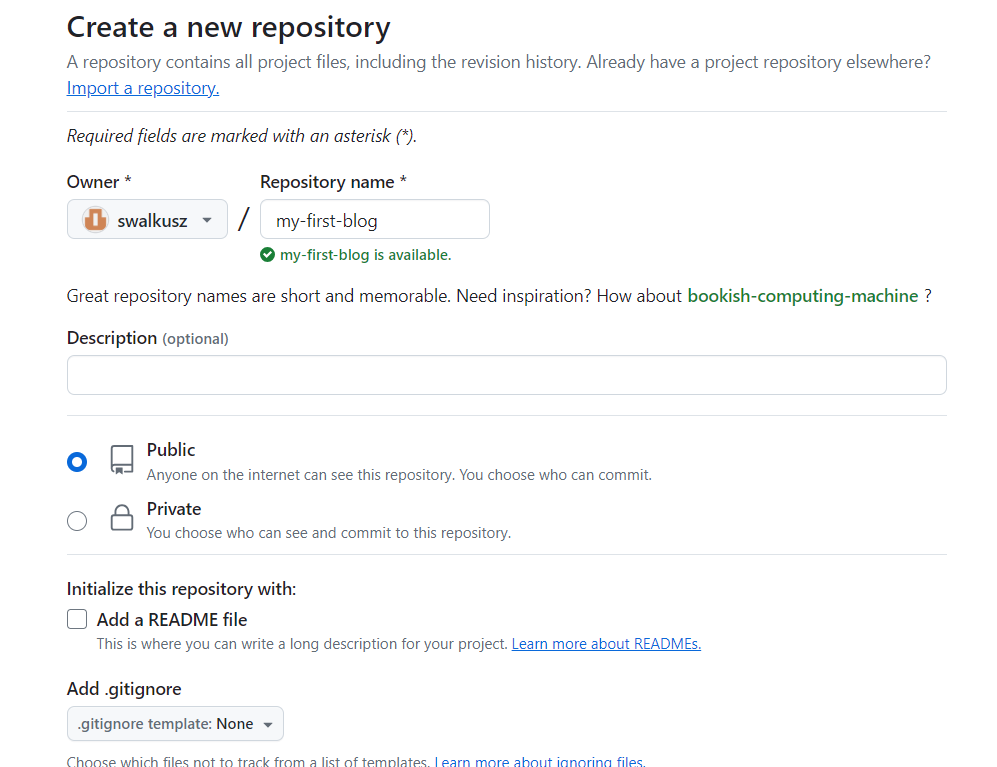 Create a new repository
A repository contains all project files, including the revision history. Already have a project repository elsewhere?
Import a repository.
Required fields are marked with an asterisk (*).
Owner * Repository name *
swalkusz / my-first-blog
my-first-blog is available.
Great repository names are short and memorable. Need inspiration? How about bookish-computing-machine ?
Description (optional)
Public
Anyone on the internet can see this repository. You choose who can commit.
Private
You choose who can see and commit to this repository.
Initialize this repository with:
Add a README file
This is where you can write a long description for your project. Learn more about READMEs.
Add .gitignore
.gitignore template: None
Choose which files not to track from a list of templates. Learn more about ignoring files.